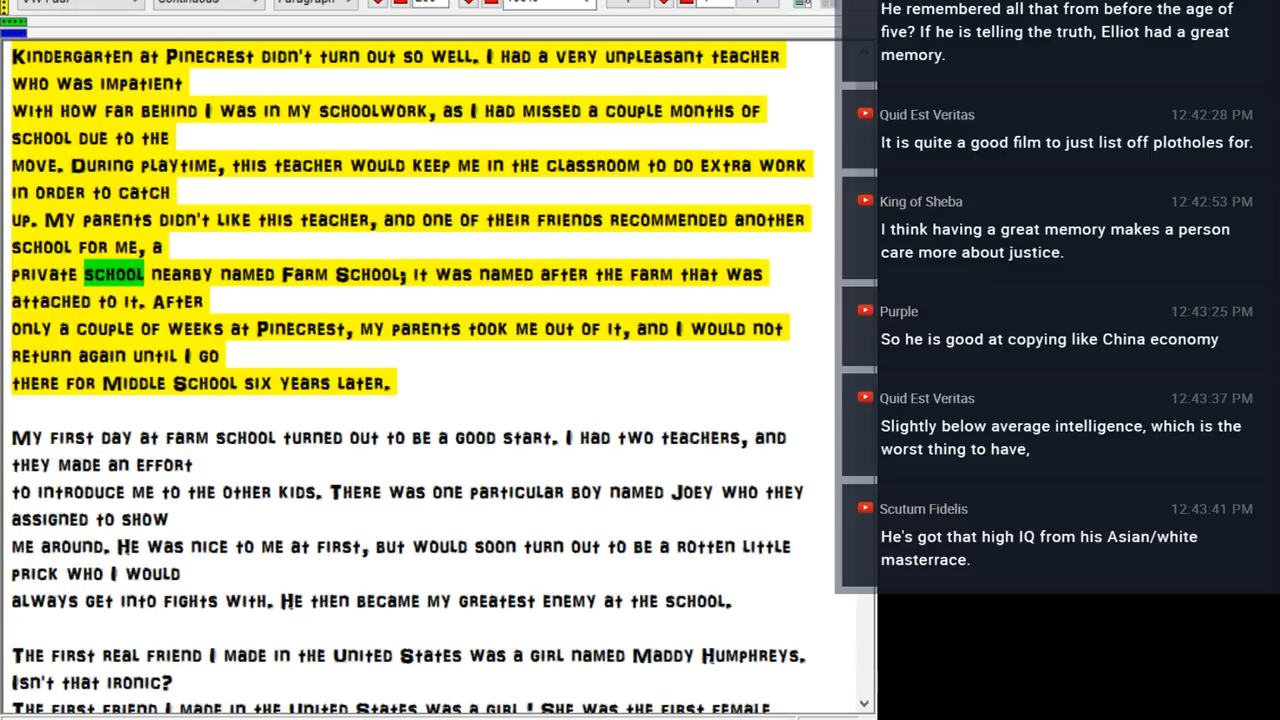 Kindergarten at Pinecrest didn't turn out so well. I had a very unpleasant teacher
who was impatient
with how far behind I was in my schoolwork, as I had missed a couple months of
school due to the
move. During playtime, this teacher would keep me in the classroom to do extra work
in order to catch
up. My parents didn't like this teacher, and one of their friends recommended another
school for me, a
private school nearby named Farm School; it was named after the farm that was
attached to it. After
only a couple of weeks at Pinecrest, my parents took me out of it, and I would not
return again until I go
there for Middle School six years later.
My first day at farm school turned out to be a good start. I had two teachers, and
they made an effort
to introduce me to the other kids. There was one particular boy named Joey who they
assigned to show
me around. He was nice to me at first, but would soon turn out to be a rotten little
prick who I would
always get into fights with. He then became my greatest enemy at the school.
The first real friend I made in the United States was a girl named Maddy Humphreys.
Isn't that ironic?
The first friend I made in the United States was a girl! She was the first female
He remembered all that from before the age of
five? If he is telling the truth, Elliot had a great
memory.
Quid Est Veritas 12:42:28 PM
It is quite a good film to just list off plotholes for.
King of Sheba 12:42:53 PM
I think having a great memory makes a person
care more about justice.
Purple 12:43:25 PM
So he is good at copying like China economy
Quid Est Veritas 12:43:37 PM
Slightly below average intelligence, which is the
worst thing to have,
Scutum Fidelis 12:43:41 PM
He's got that high IQ from his Asian/white
masterrace.